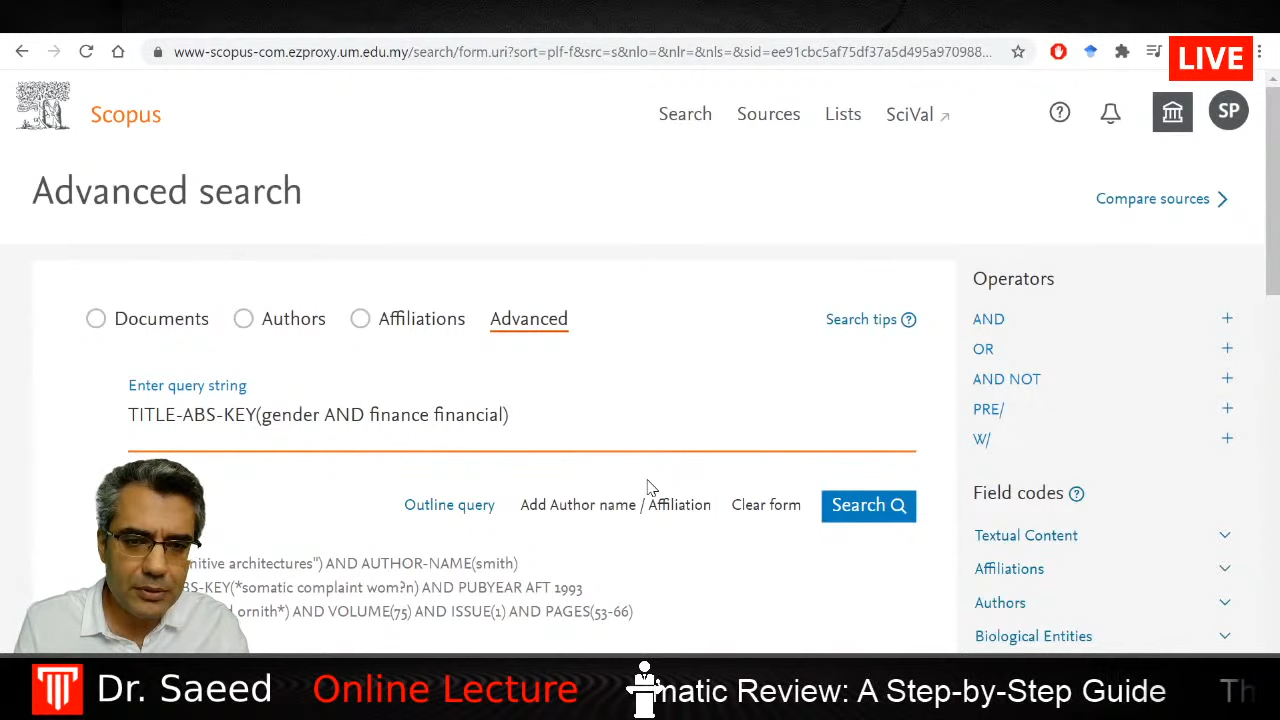 www-scopus-com.ezproxy.um.edu.my/search/form.uri?sort=plf-f&src=s&nlo=&nlr=&nls=&sid=ee91cbc5af75df37a5d495a970988...
LIVE
Scopus
Search Sources Lists SciVal
SP
Advanced search
Compare sources
Documents Authors Affiliations Advanced
Search tips
Enter query string
TITLE-ABS-KEY(gender AND finance financial)
Outline query Add Author name / Affiliation Clear form Search
nitive architectures") AND AUTHOR-NAME(smith)
BS-KEY(*somatic complaint wom?n) AND PUBYEAR AFT 1993
d ornith*) AND VOLUME(75) AND ISSUE(1) AND PAGES(53-66)
Operators
AND +
OR +
AND NOT +
PRE/ +
W/ +
Field codes
Textual Content
Affiliations
Authors
Biological Entities
Dr. Saeed Online Lecture matic Review: A Step-by-Step Guide Th